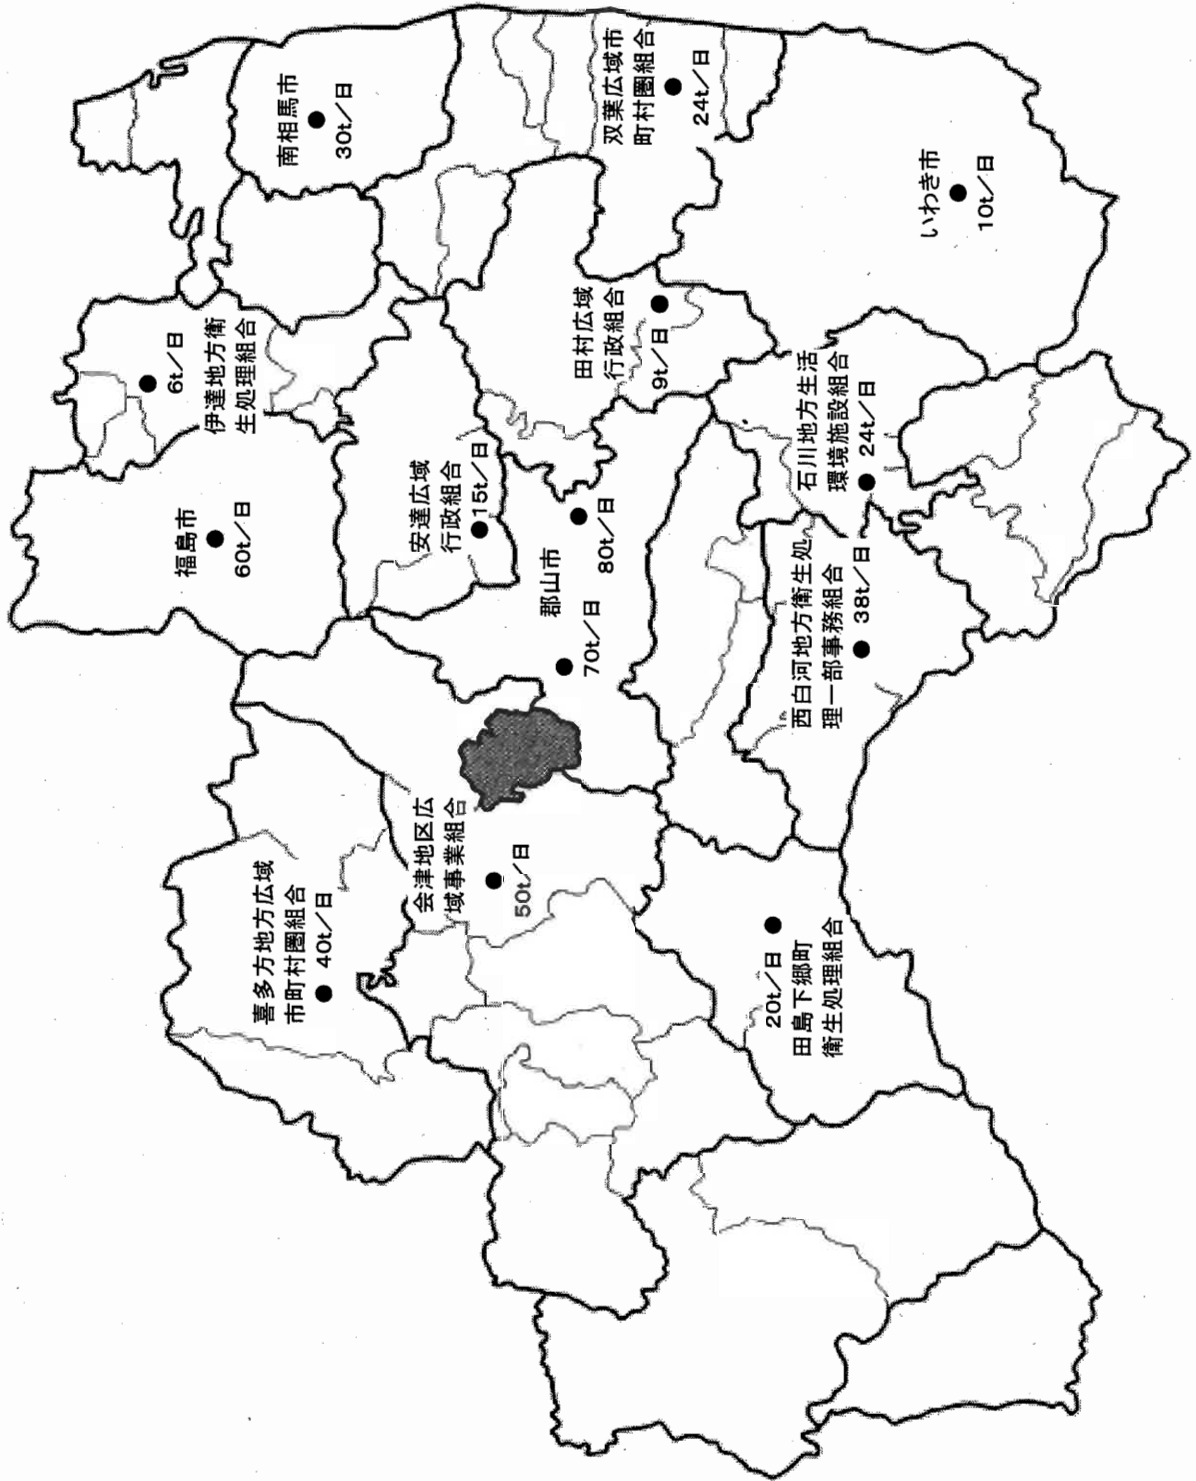 南相馬市
30t/日
双葉広域市
町村圏組合
24t/日
いわき市
10t/日
6t/日
伊達地方衛
生処理組合
田村広域
行政組合
9t/日
石川地方生活
環境施設組合
24t/日
福島市
60t/日
安達広域
行政組合
15t/日
郡山市
80t/日
70t/日
西白河地方衛生処
理一部事務組合
38t/日
喜多方地方広域
市町村圏組合
40t/日
会津地区広
域事業組合
50t/日
20t/日
田島下郷町
衛生処理組合